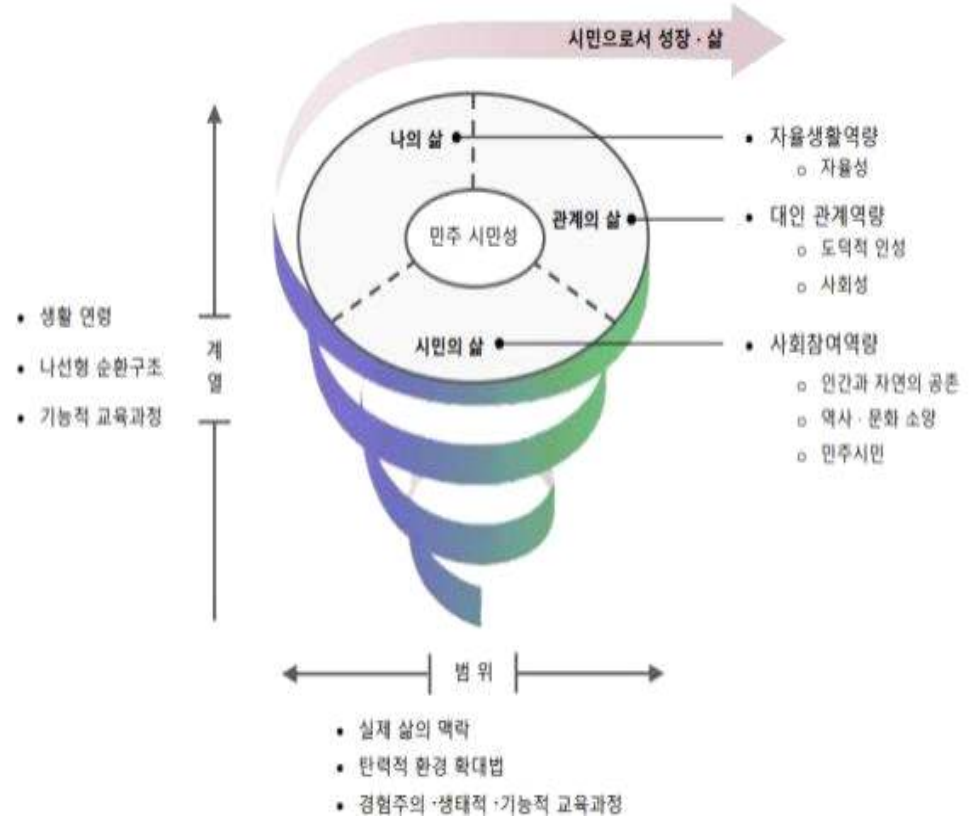 시민으로서 성장 · 삶
나의 삶
관계의 삶
민주 시민성
시민의 삶
• 자율생활역량
o 자율성
• 대인 관계역량
o 도덕적 인성
o 사회성
• 사회참여역량
o 인간과 자연의 공존
o 역사 · 문화 소양
o 민주시민
• 생활 연령
• 나선형 순환구조
• 기능적 교육과정
계
열
범 위
• 실제 삶의 맥락
• 탄력적 환경 확대법
• 경험주의 ·생태적 ·기능적 교육과정